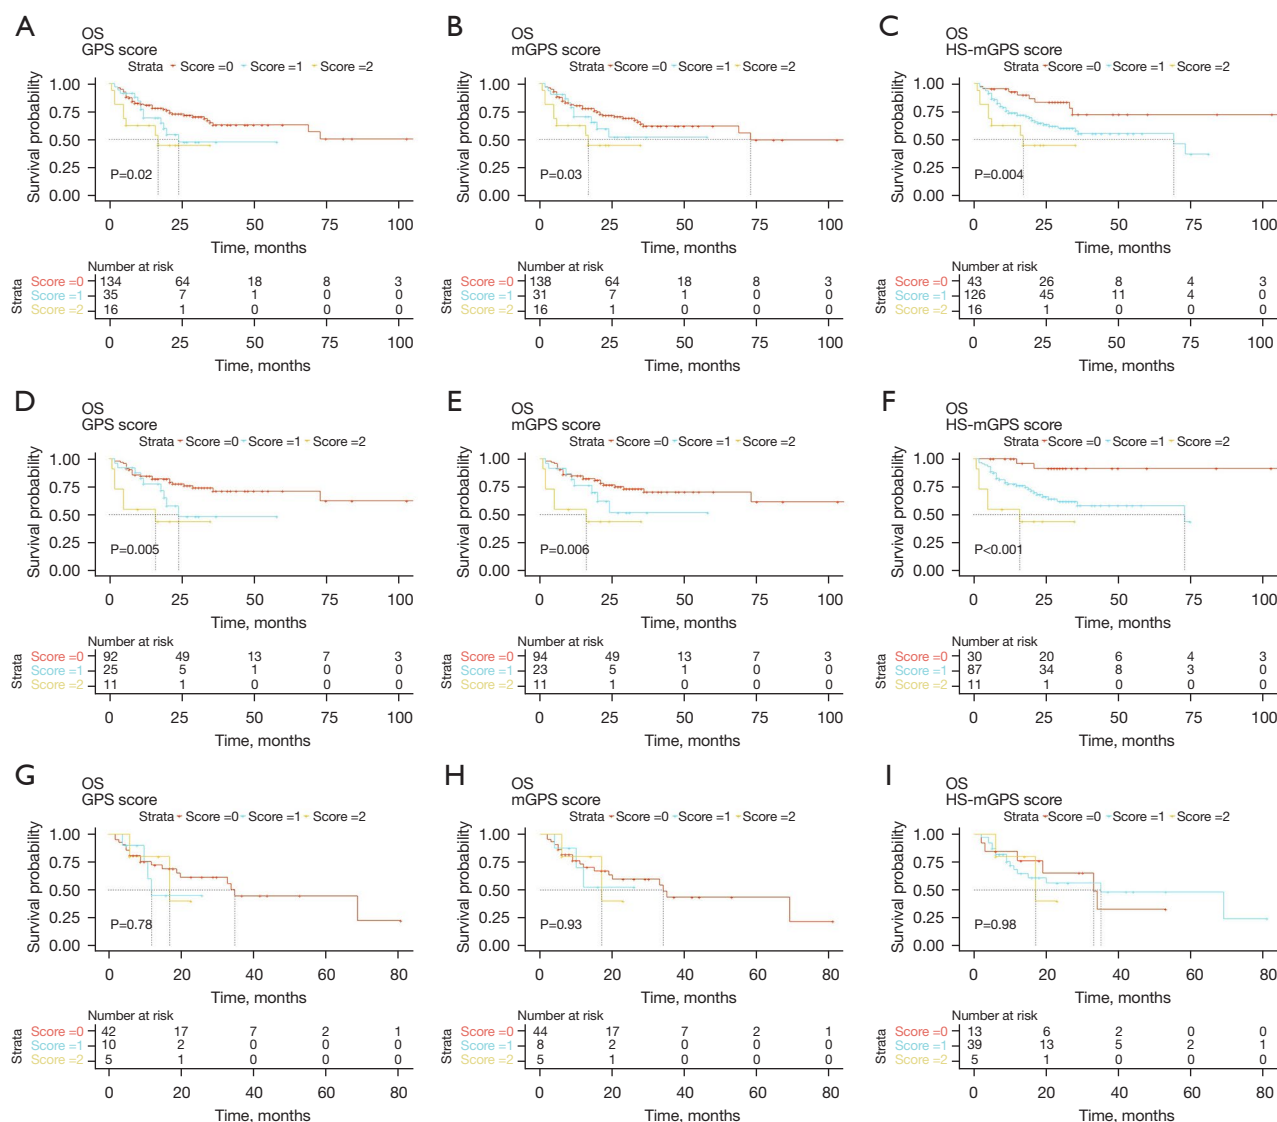 A
OS
GPS score
Strata Score =0 Score =1 Score =2
Survival probability
1.00
0.75
0.50
0.25
0.00
P=0.02
0 25 50 75 100
Time, months
Number at risk
Strata
Score =0 134 64 18 8 3
Score =1 35 7 1 0 0
Score =2 16 1 0 0 0
0 25 50 75 100
Time, months
B
OS
mGPS score
Strata Score =0 Score =1 Score =2
Survival probability
1.00
0.75
0.50
0.25
0.00
P=0.03
0 25 50 75 100
Time, months
Number at risk
Strata
Score =0 138 64 18 8 3
Score =1 31 7 1 0 0
Score =2 16 1 0 0 0
0 25 50 75 100
Time, months
C
OS
HS-mGPS score
Strata Score =0 Score =1 Score =2
Survival probability
1.00
0.75
0.50
0.25
0.00
P=0.004
0 25 50 75 100
Time, months
Number at risk
Strata
Score =0 43 26 8 4 3
Score =1 126 45 11 4 0
Score =2 16 1 0 0 0
0 25 50 75 100
Time, months
D
OS
GPS score
Strata Score =0 Score =1 Score =2
Survival probability
1.00
0.75
0.50
0.25
0.00
P=0.005
0 25 50 75 100
Time, months
Number at risk
Strata
Score =0 92 49 13 7 3
Score =1 25 5 1 0 0
Score =2 11 1 0 0 0
0 25 50 75 100
Time, months
E
OS
mGPS score
Strata Score =0 Score =1 Score =2
Survival probability
1.00
0.75
0.50
0.25
0.00
P=0.006
0 25 50 75 100
Time, months
Number at risk
Strata
Score =0 94 49 13 7 3
Score =1 23 5 1 0 0
Score =2 11 1 0 0 0
0 25 50 75 100
Time, months
F
OS
HS-mGPS score
Strata Score =0 Score =1 Score =2
Survival probability
1.00
0.75
0.50
0.25
0.00
P<0.001
0 25 50 75 100
Time, months
Number at risk
Strata
Score =0 30 20 6 4 3
Score =1 87 34 8 3 0
Score =2 11 1 0 0 0
0 25 50 75 100
Time, months
G
OS
GPS score
Strata Score =0 Score =1 Score =2
Survival probability
1.00
0.75
0.50
0.25
0.00
P=0.78
0 20 40 60 80
Time, months
Number at risk
Strata
Score =0 42 17 7 2 1
Score =1 10 2 0 0 0
Score =2 5 1 0 0 0
0 20 40 60 80
Time, months
H
OS
mGPS score
Strata Score =0 Score =1 Score =2
Survival probability
1.00
0.75
0.50
0.25
0.00
P=0.93
0 20 40 60 80
Time, months
Number at risk
Strata
Score =0 44 17 7 2 1
Score =1 8 2 0 0 0
Score =2 5 1 0 0 0
0 20 40 60 80
Time, months
I
OS
HS-mGPS score
Strata Score =0 Score =1 Score =2
Survival probability
1.00
0.75
0.50
0.25
0.00
P=0.98
0 20 40 60 80
Time, months
Number at risk
Strata
Score =0 13 6 2 0 0
Score =1 39 13 5 2 1
Score =2 5 1 0 0 0
0 20 40 60 80
Time, months